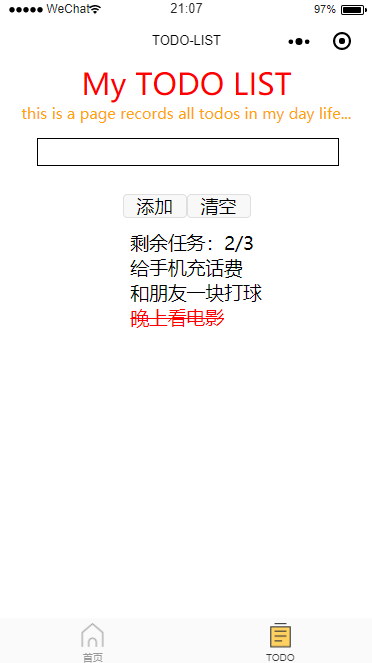 WeChat 21:07 97%
TODO-LIST
My TODO LIST
this is a page records all todos in my day life...
添加 清空
剩余任务：2/3
给手机充话费
和朋友一块打球
晚上看电影
首页 TODO